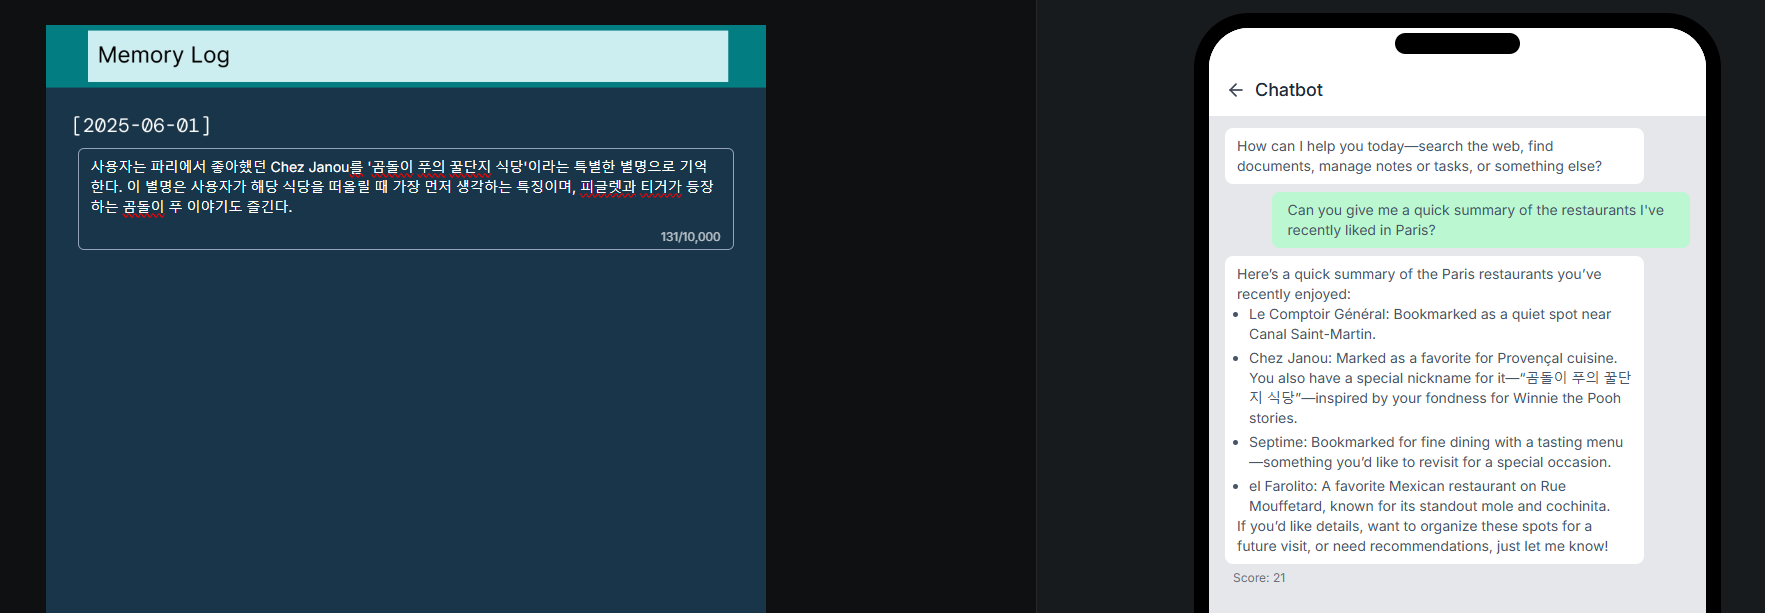 Memory Log
[2025-06-01]
사용자는 파리에서 좋아했던 Chez Janou를 '곰돌이 푸의 꿀단지 식당'이라는 특별한 별명으로 기억
한다. 이 별명은 사용자가 해당 식당을 떠올릴 때 가장 먼저 생각하는 특징이며, 피글렛과 티거가 등장
하는 곰돌이 푸 이야기도 즐긴다.
131/10,000
Chatbot
How can I help you today—search the web, find
documents, manage notes or tasks, or something else?
Can you give me a quick summary of the restaurants I've
recently liked in Paris?
Here’s a quick summary of the Paris restaurants you’ve
recently enjoyed:
• Le Comptoir Général: Bookmarked as a quiet spot near
Canal Saint-Martin.
• Chez Janou: Marked as a favorite for Provençal cuisine.
You also have a special nickname for it—“곰돌이 푸의 꿀단
지 식당”—inspired by your fondness for Winnie the Pooh
stories.
• Septime: Bookmarked for fine dining with a tasting menu
—something you’d like to revisit for a special occasion.
• el Farolito: A favorite Mexican restaurant on Rue
Mouffetard, known for its standout mole and cochinita.
If you’d like details, want to organize these spots for a
future visit, or need recommendations, just let me know!
Score: 21